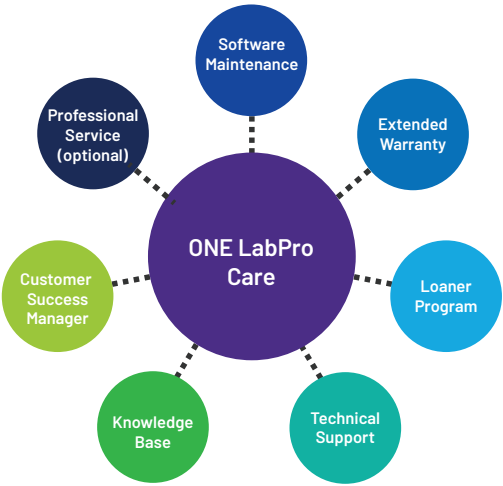 Software
Maintenance
Extended
Warranty
Loaner
Program
Technical
Support
Knowledge
Base
Customer
Success
Manager
Professional
Service
(optional)
ONE LabPro
Care